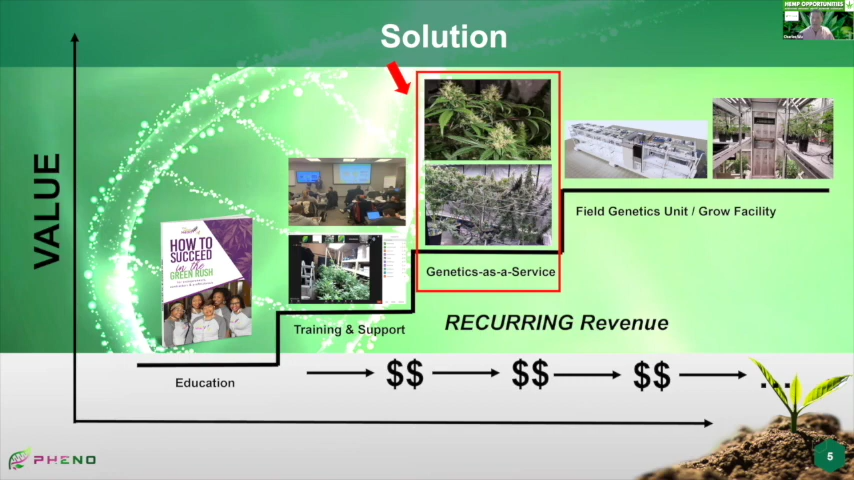 HEMP OPPORTUNITIES
Solution
VALUE
HOW TO
SUCCEED
in the
GREEN RUSH
Field Genetics Unit / Grow Facility
Genetics-as-a-Service
Training & Support
RECURRING Revenue
Education
$$
$$
$$
...
PHENO
5